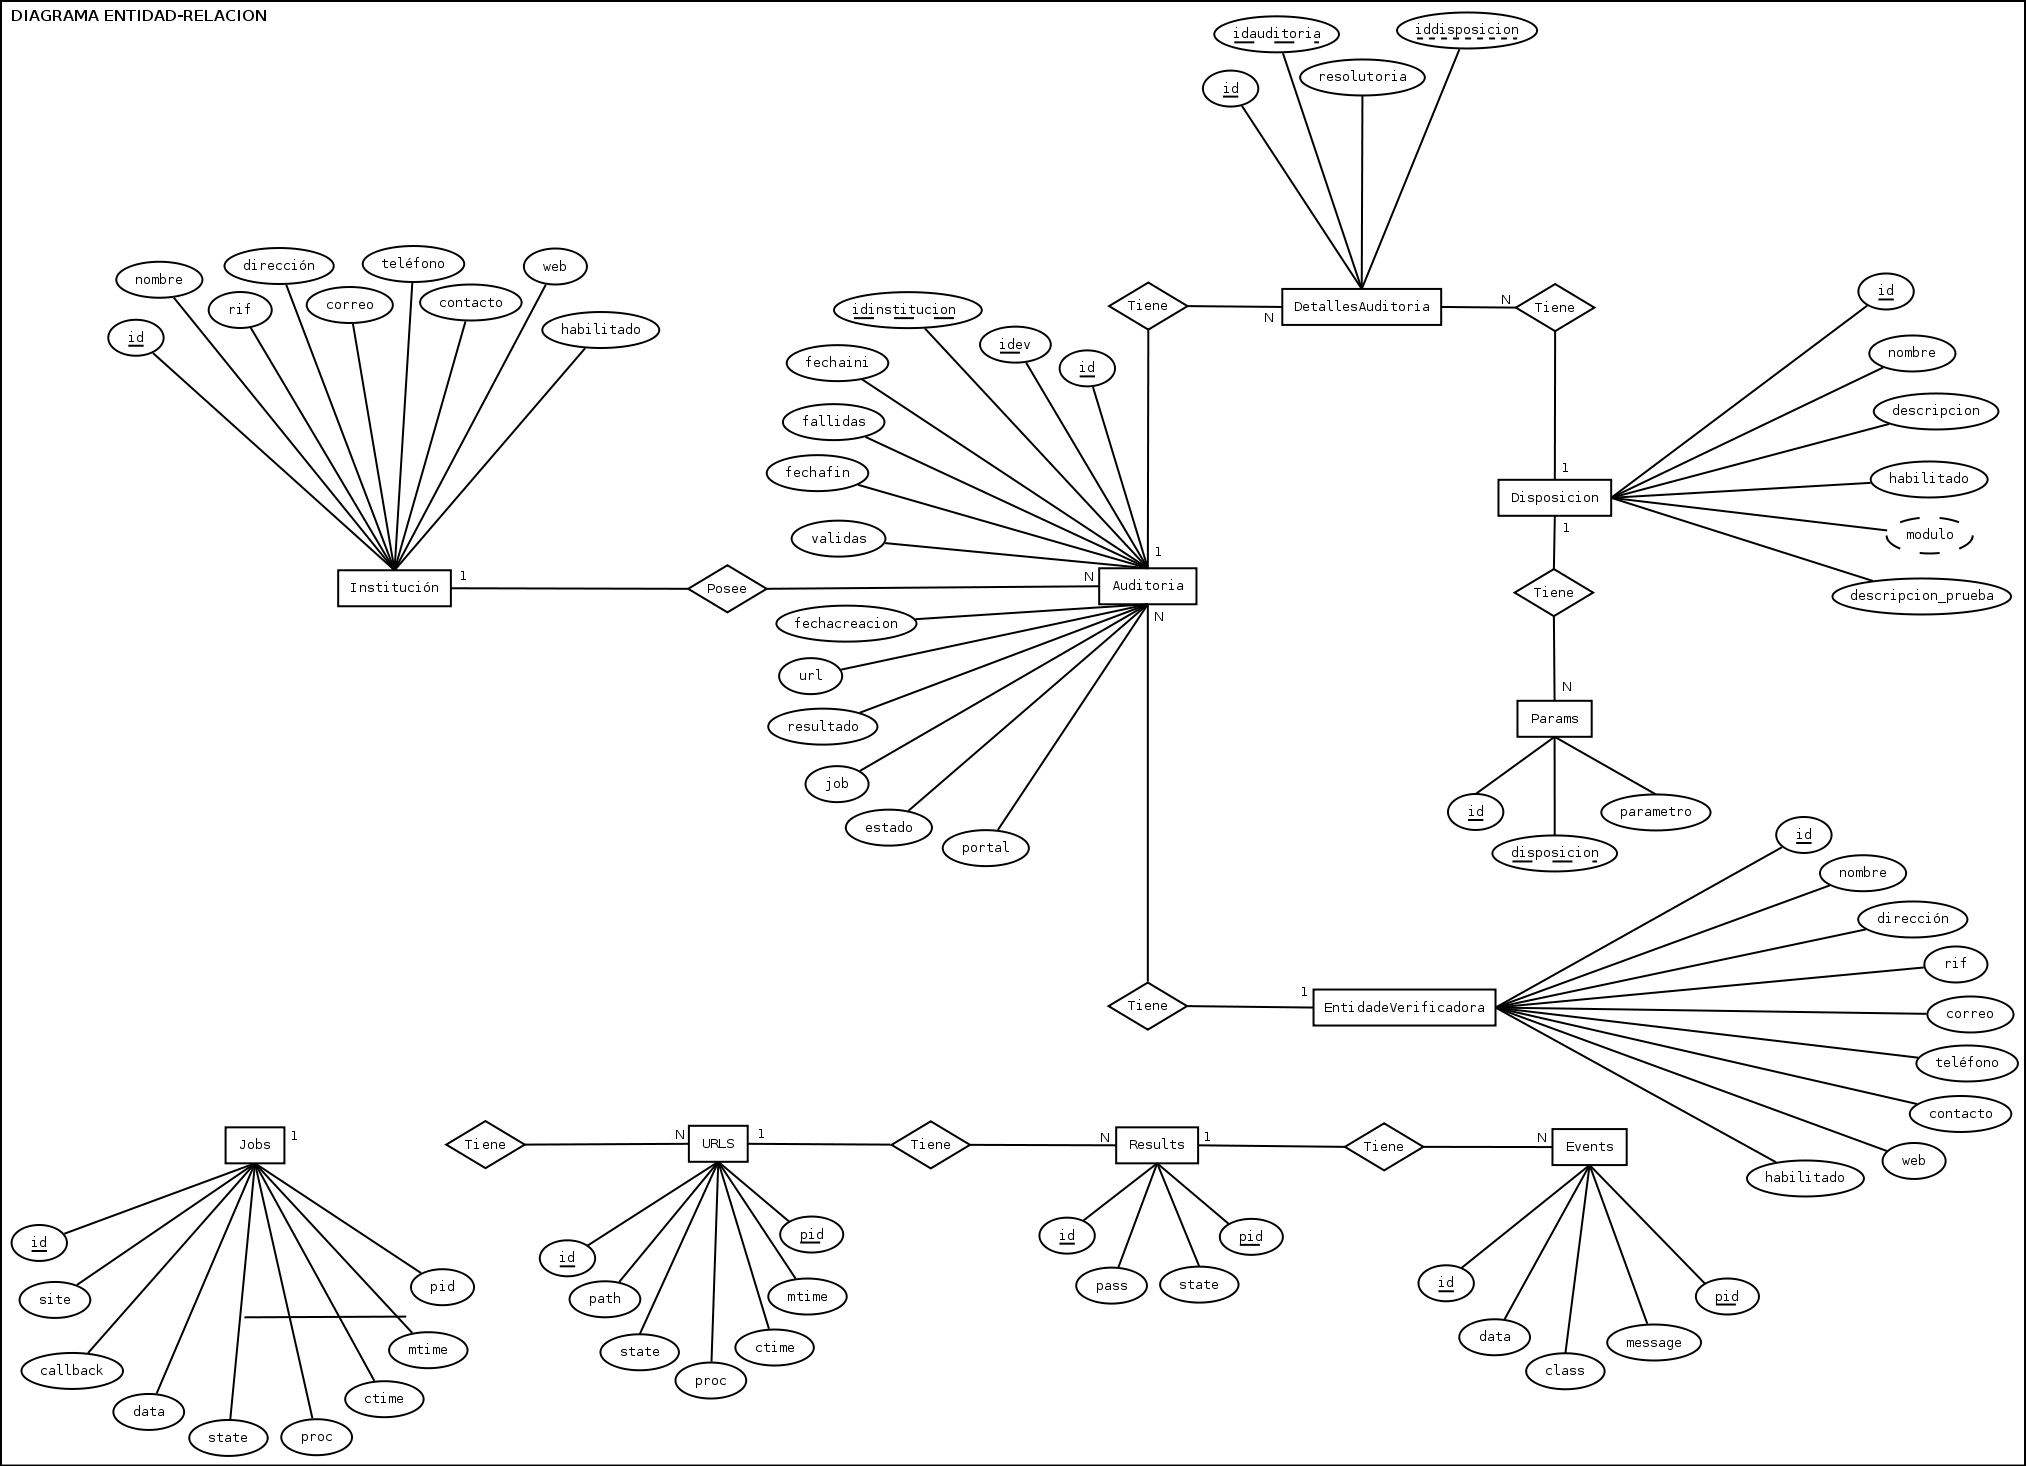 DIAGRAMA ENTIDAD-RELACION
idauditoria
iddisposicion
id
resolutoria
nombre
dirección
teléfono
web
id
rif
correo
contacto
habilitado
idinstitucion
idev
id
fechaini
fallidas
fechafin
validas
Tiene
N
DetallesAuditoria
N
Tiene
id
nombre
descripcion
habilitado
modulo
descripcion_prueba
1
Disposicion
1
Institución
1
Posee
N
1
Auditoria
N
Tiene
N
Params
id
disposicion
parametro
fechacreacion
url
resultado
job
estado
portal
Tiene
1
EntidadeVerificadora
id
nombre
dirección
rif
correo
teléfono
contacto
web
habilitado
Jobs
1
Tiene
N
URLS
1
Tiene
N
Results
1
Tiene
N
Events
id
site
callback
data
state
proc
ctime
mtime
pid
id
path
state
proc
ctime
mtime
pid
id
pass
state
pid
id
data
class
message
pid